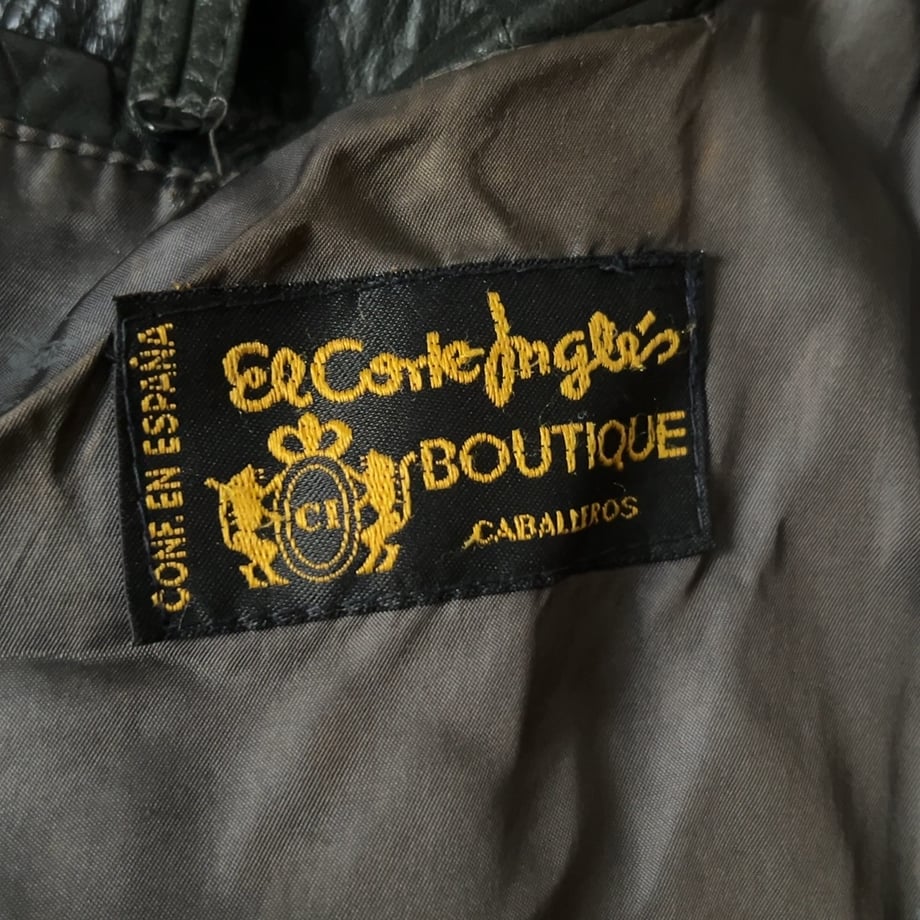 CONF. EN ESPAÑA
El Corte Inglés
BOUTIQUE
CI
CABALLEROS